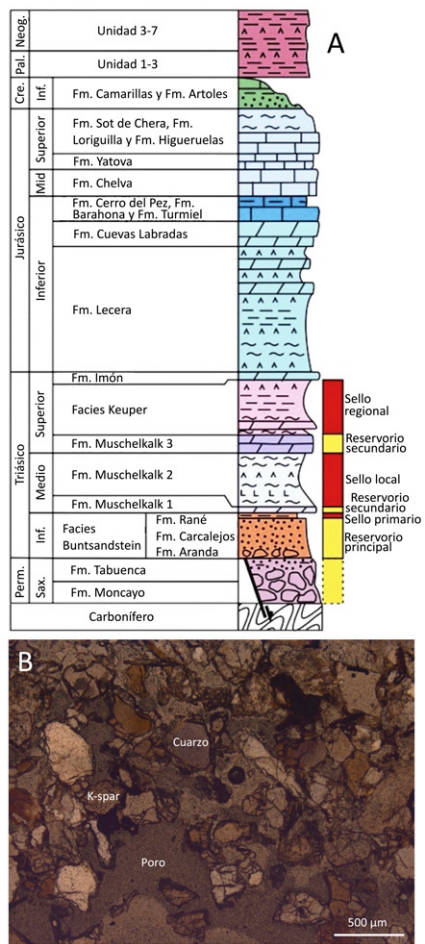 A
Neog.
Unidad 3-7
Pal.
Unidad 1-3
Cre.
Inf.
Fm. Camarillas y Fm. Artoles
Jurásico
Superior
Fm. Sot de Chera, Fm.
Loriguilla y Fm. Higueruelas
Fm. Yatova
Mid
Fm. Chelva
Inferior
Fm. Cerro del Pez, Fm.
Barahona y Fm. Turmiel
Fm. Cuevas Labradas
Fm. Lecera
Triásico
Superior
Fm. Imón
Facies Keuper
Sello
regional
Fm. Muschelkalk 3
Reservorio
secundario
Medio
Fm. Muschelkalk 2
Sello local
Fm. Muschelkalk 1
Reservorio
secundario
Inf.
Facies
Buntsandstein
Fm. Rané
Fm. Carcalejos
Fm. Aranda
Sello primario
Reservorio
principal
Perm.
Sax.
Fm. Tabuenca
Fm. Moncayo
Carbonífero
B
Cuarzo
K-spar
Poro
500 µm